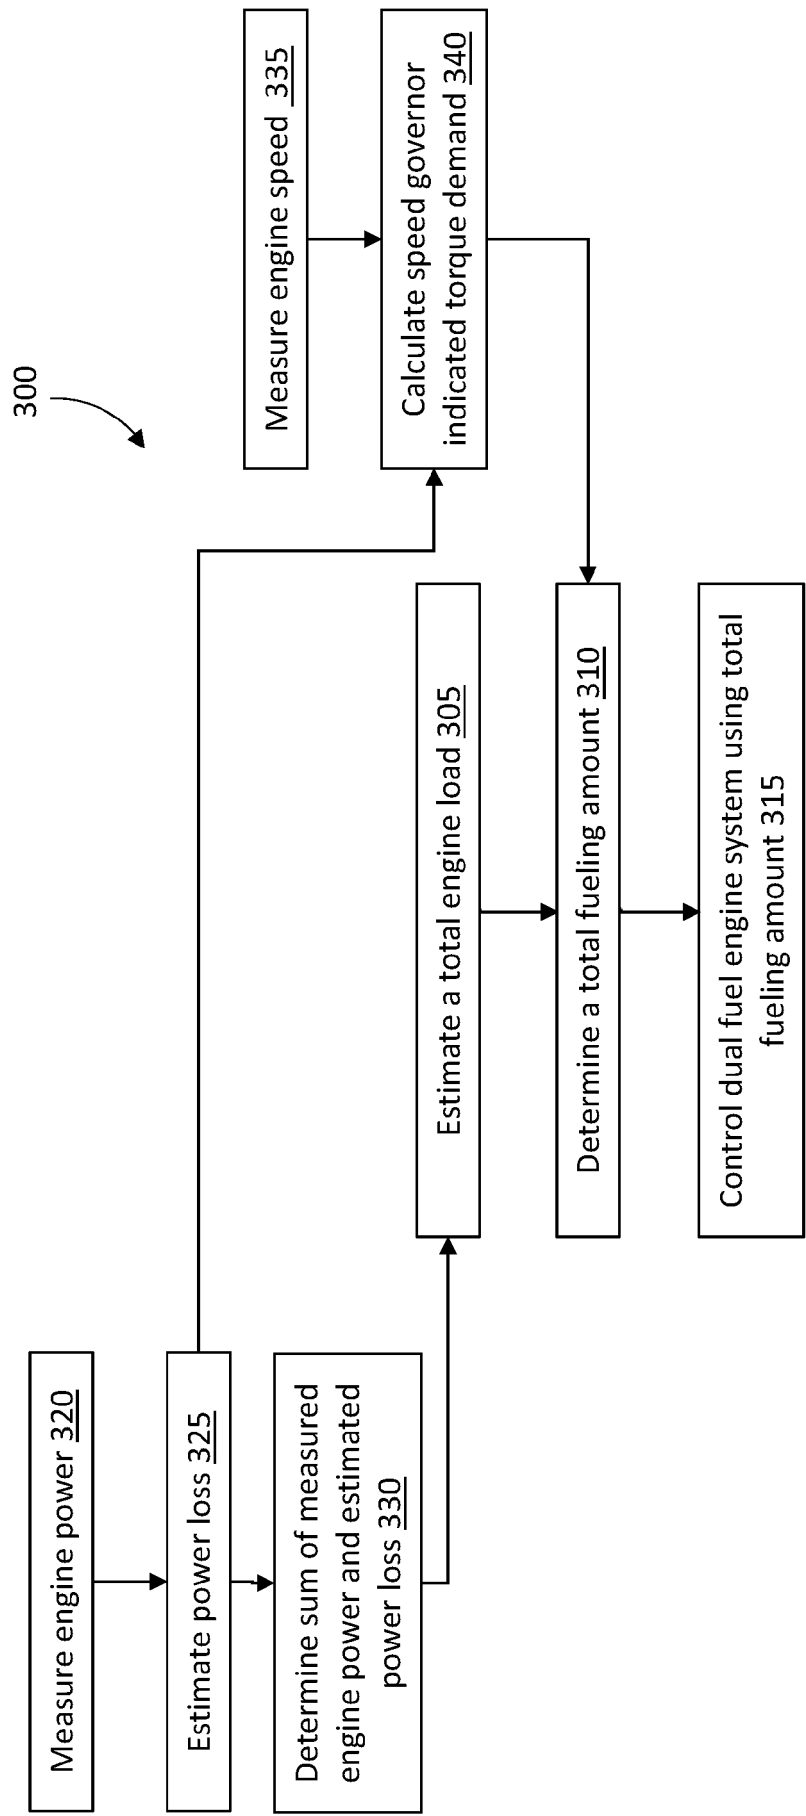 300
Measure engine power 320
Estimate power loss 325
Determine sum of measured
engine power and estimated
power loss 330
Estimate a total engine load 305
Determine a total fueling amount 310
Control dual fuel engine system using total
fueling amount 315
Measure engine speed 335
Calculate speed governor
indicated torque demand 340